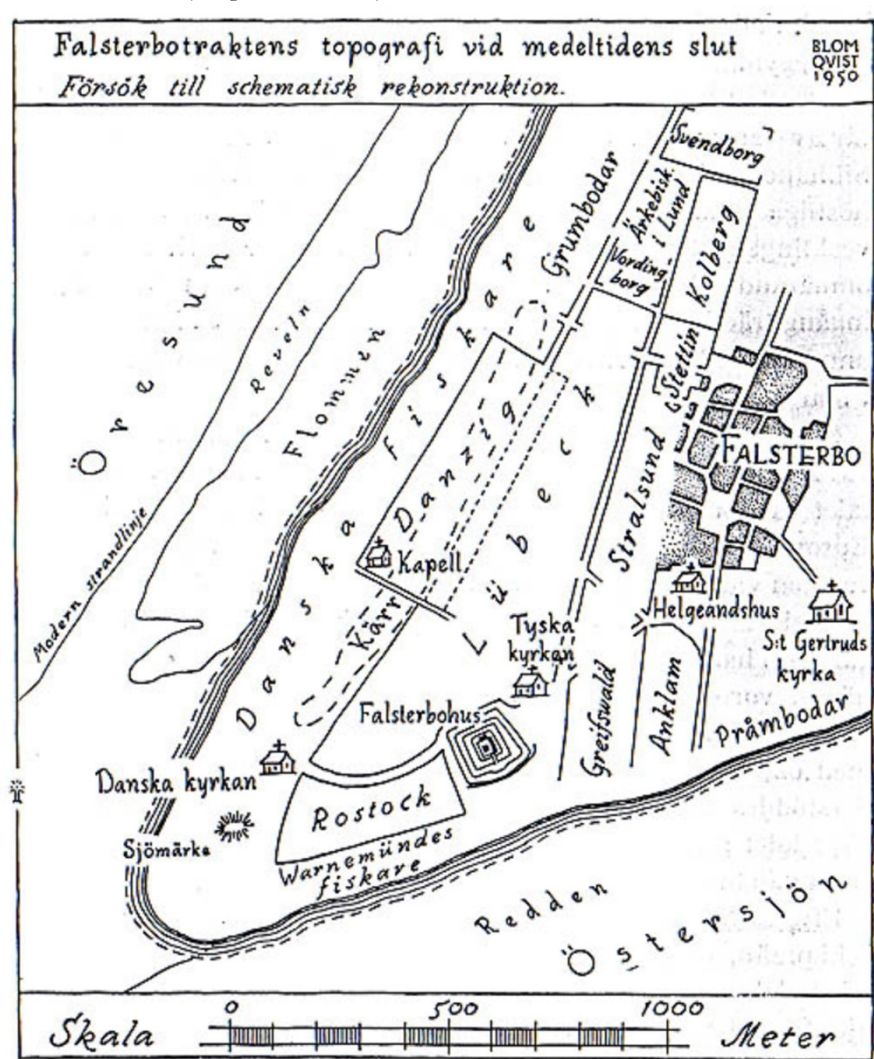 Falsterbotraktens topografi vid medeltidens slut
Försök till schematisk rekonstruktion.
BLOM
QVIST
1950
Svendborg
Ärkebisk.
i Lund
Grumbodar
Vording
borg
Kolberg
Öresund
Reveln
Flommen
Danska fiskare
Stettin
Danzig
Lübeck
Stralsund
FALSTERBO
Modern strandlinje
Kapell
Kärr
Helgeandshus
S:t Gertruds
kyrka
Tyska
kyrkan
Falsterbohus
Greifswald
Anklam
Pråmbodar
Danska kyrkan
Rostock
Sjömärke
Warnemündes
fiskare
Redden
Östersjön
0 500 1000
Skala Meter